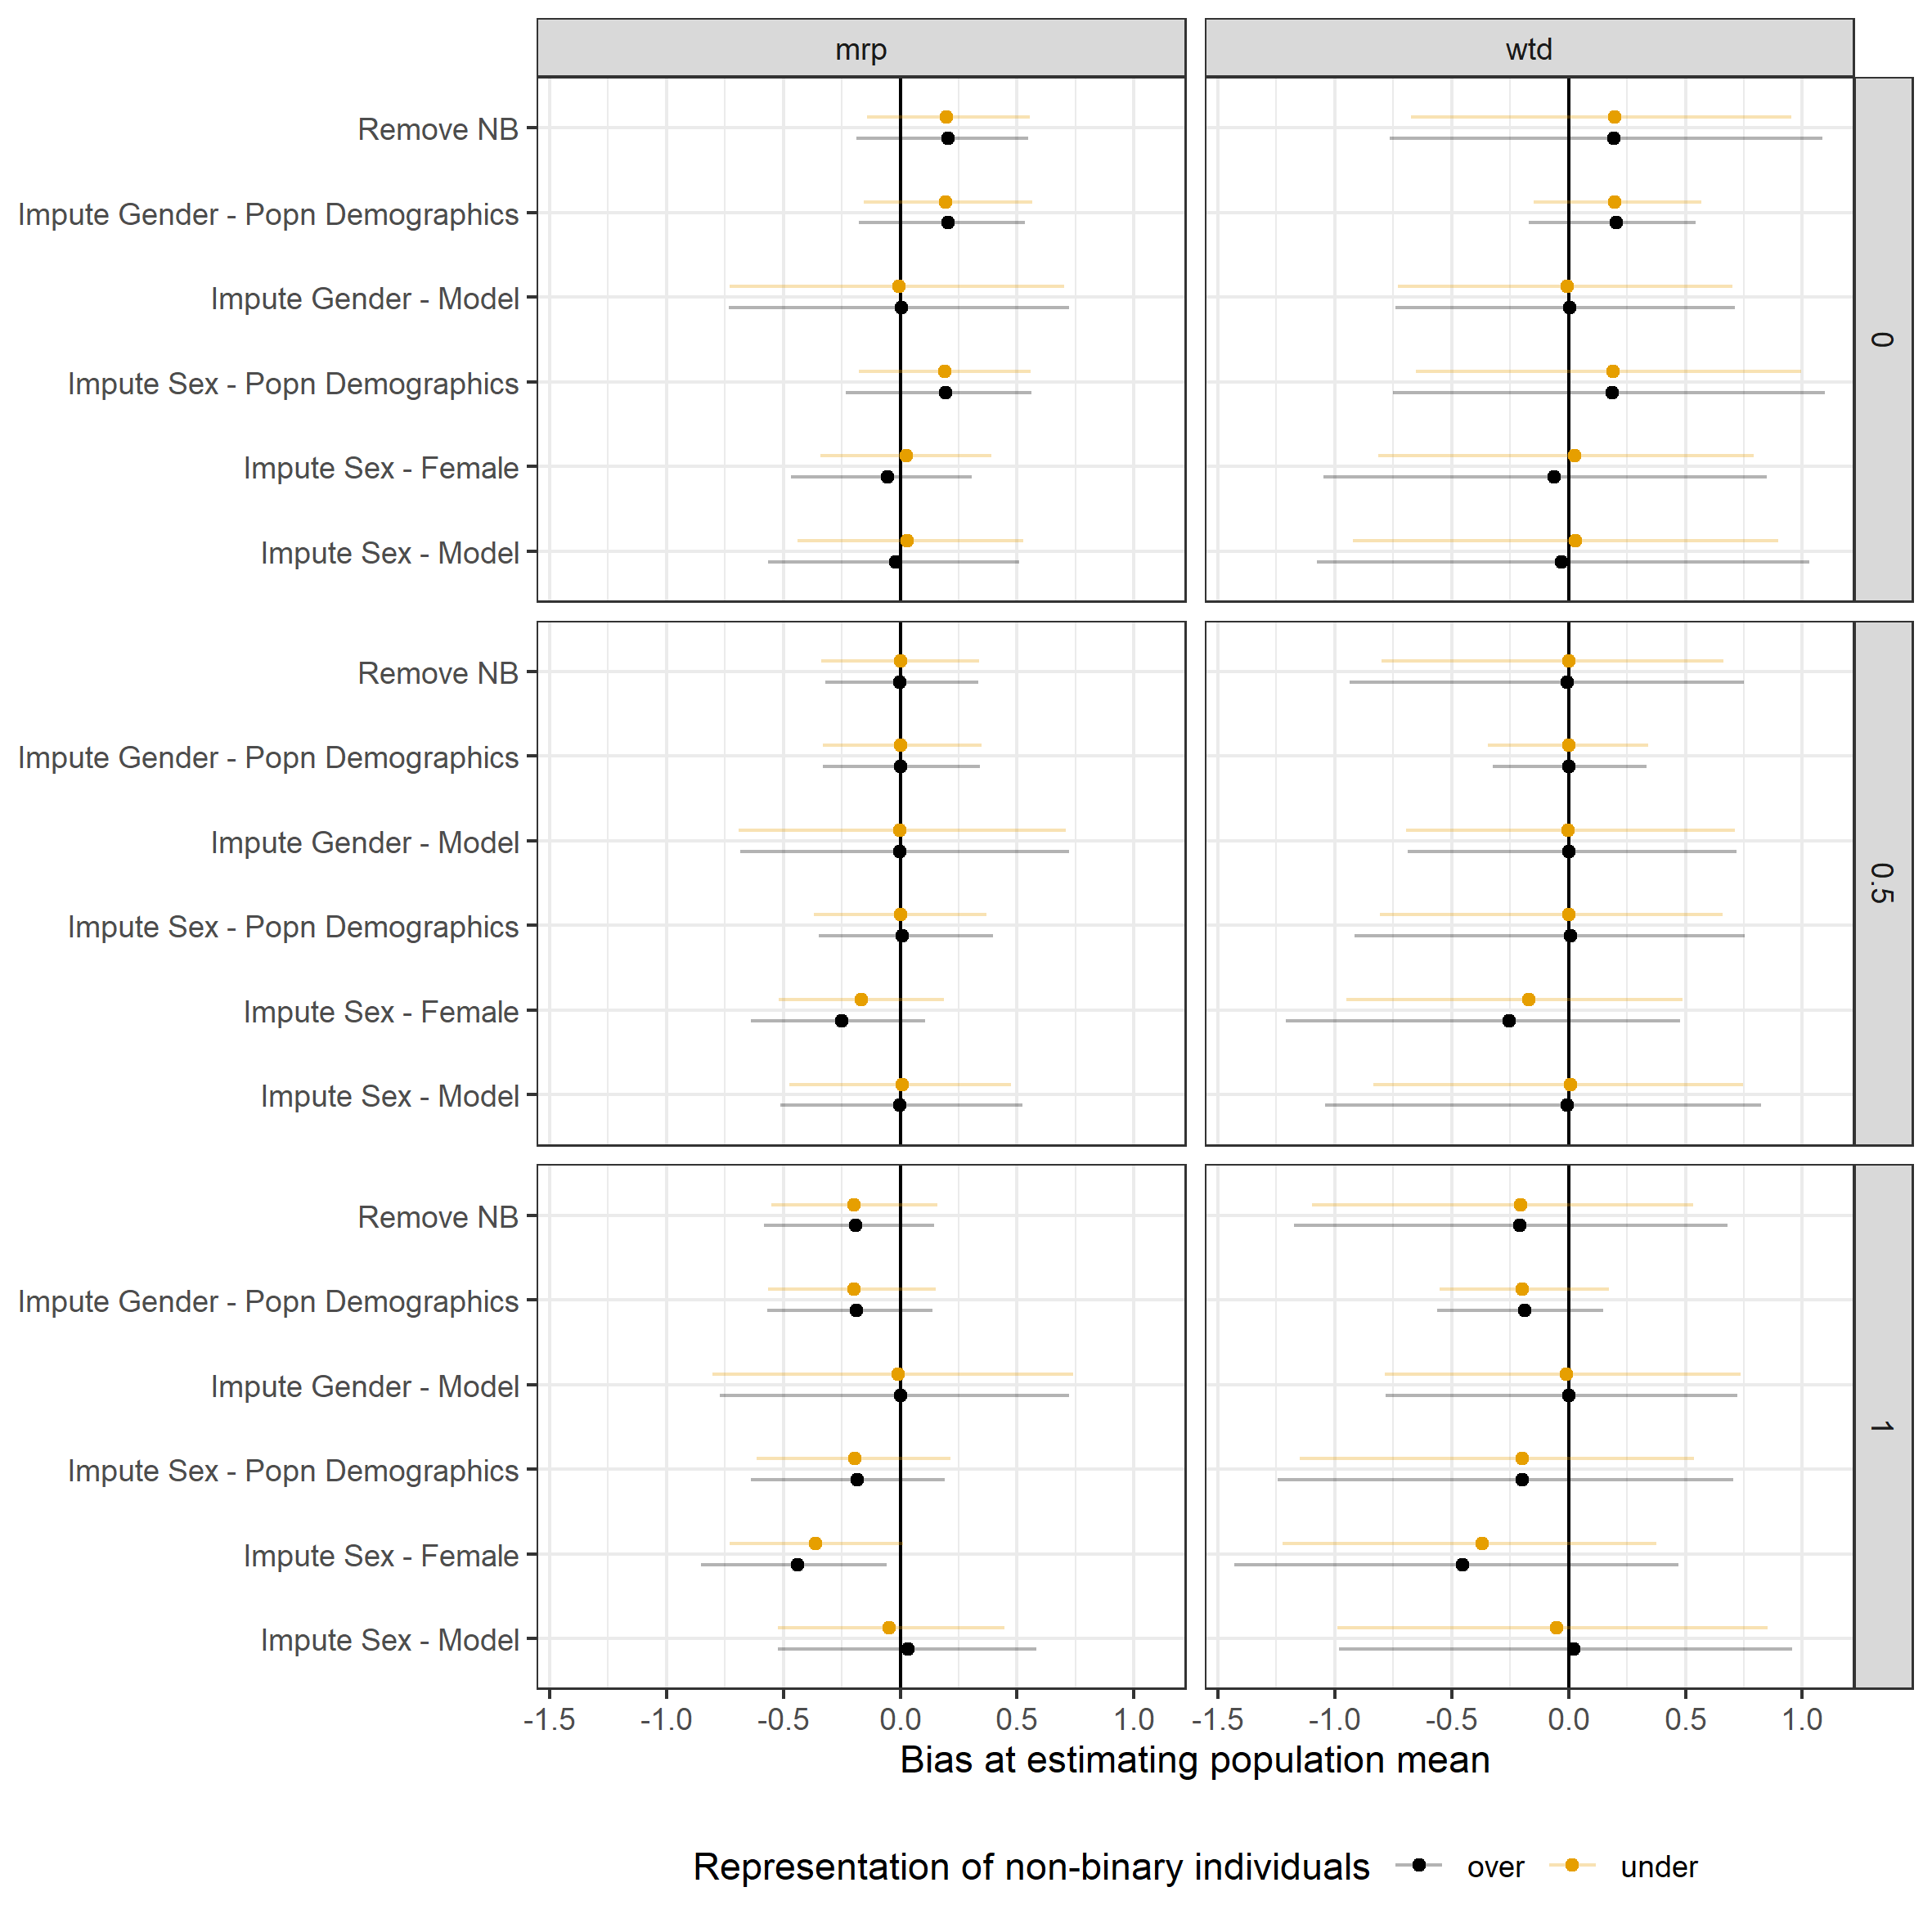 mrp
wtd
Remove NB
Impute Gender - Popn Demographics
Impute Gender - Model
Impute Sex - Popn Demographics
Impute Sex - Female
Impute Sex - Model
0
Remove NB
Impute Gender - Popn Demographics
Impute Gender - Model
Impute Sex - Popn Demographics
Impute Sex - Female
Impute Sex - Model
0.5
Remove NB
Impute Gender - Popn Demographics
Impute Gender - Model
Impute Sex - Popn Demographics
Impute Sex - Female
Impute Sex - Model
1
-1.5 -1.0 -0.5 0.0 0.5 1.0 -1.5 -1.0 -0.5 0.0 0.5 1.0
Bias at estimating population mean
Representation of non-binary individuals over under